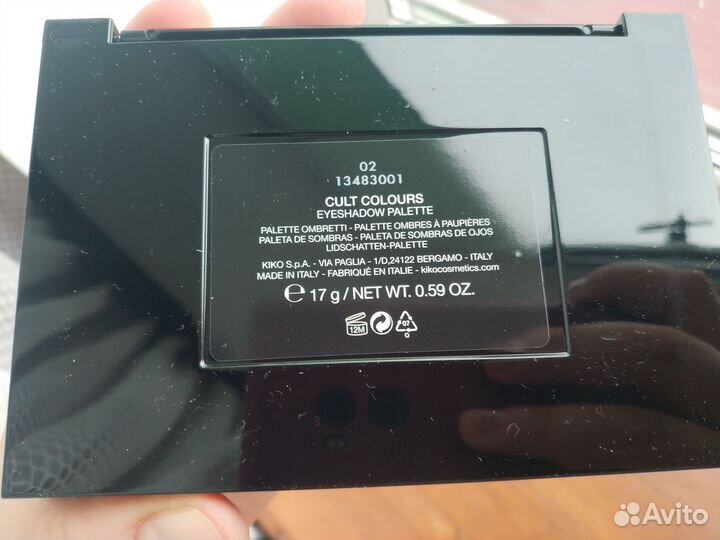 02
13483001
CULT COLOURS
EYESHADOW PALETTE
PALETTE OMBRETTI - PALETTE OMBRES À PAUPIÈRES
PALETA DE SOMBRAS - PALETA DE SOMBRAS DE OJOS
LIDSCHATTEN-PALETTE
KIKO S.p.A. - VIA PAGLIA - 1/D,24122 BERGAMO - ITALY
MADE IN ITALY - FABRIQUÉ EN ITALIE - kikocosmetics.com
℮ 17 g / NET WT. 0.59 OZ.
12M 07 O
Avito